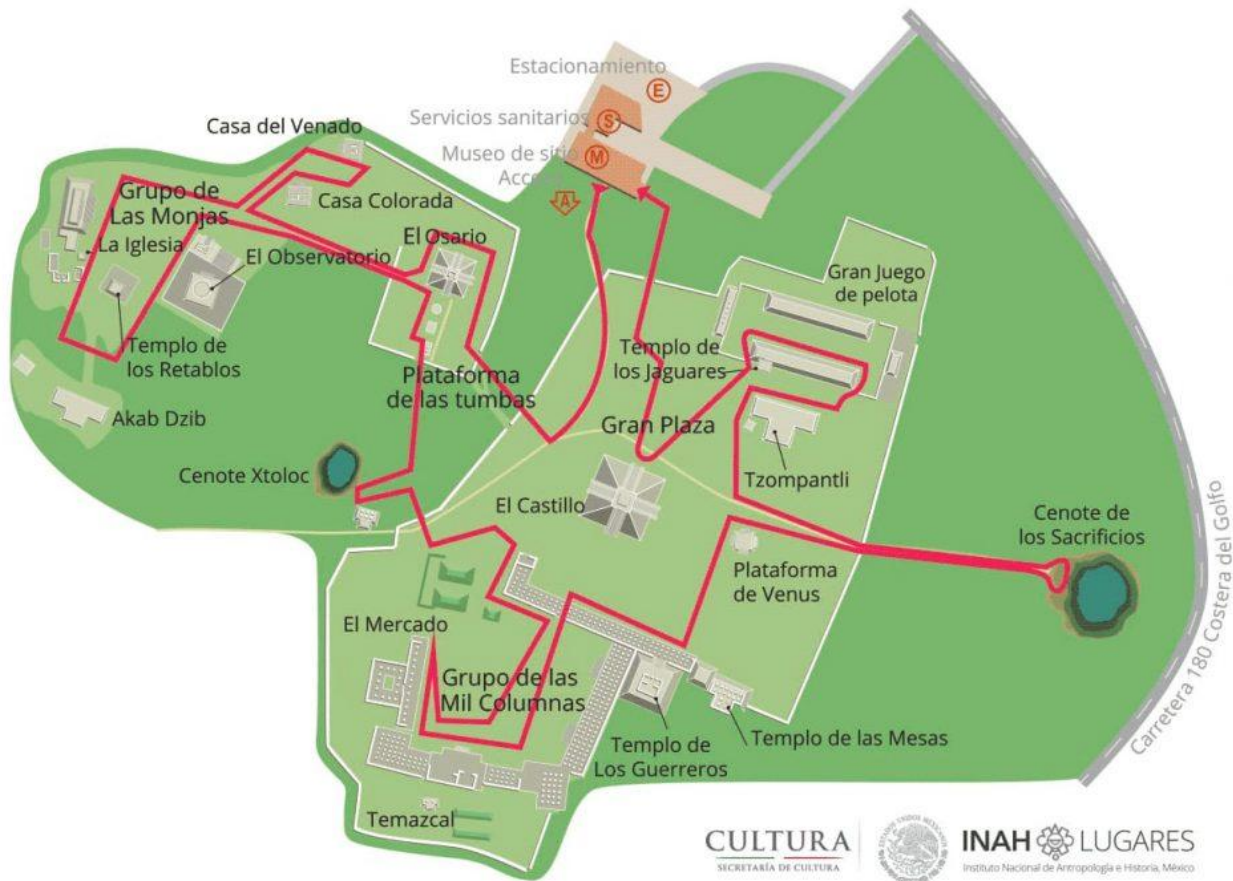 Estacionamiento
E
Servicios sanitarios
S
Museo de sitio
M
A
Casa del Venado
Grupo de
Las Monjas
Casa Colorada
La Iglesia
El Observatorio
El Osario
Gran Juego
de pelota
Templo de
los Jaguares
Templo de
los Retablos
Plataforma
de las tumbas
Gran Plaza
Akab Dzib
Cenote Xtoloc
Tzompantli
El Castillo
Cenote de
los Sacrificios
Plataforma
de Venus
Carretera 180 Costera del Golfo
El Mercado
Grupo de las
Mil Columnas
Templo de
Los Guerreros
Templo de las Mesas
Temazcal
CULTURA
SECRETARÍA DE CULTURA
ESTADOS UNIDOS MEXICANOS
INAH LUGARES
Instituto Nacional de Antropología e Historia, México